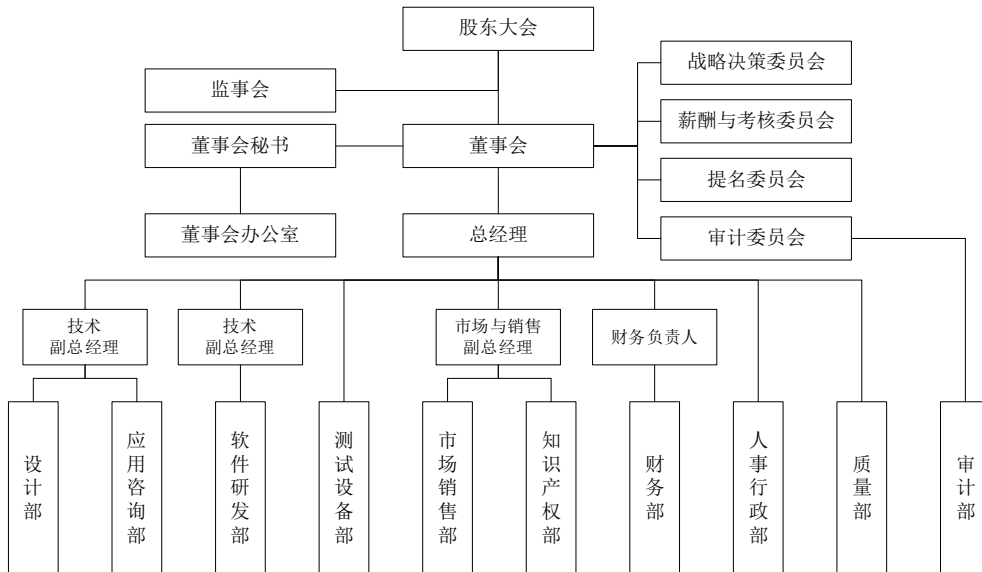 股东大会
战略决策委员会
监事会
薪酬与考核委员会
董事会秘书
董事会
提名委员会
董事会办公室
总经理
审计委员会
技术
副总经理
技术
副总经理
市场与销售
副总经理
财务负责人
设计部
应用咨询部
软件研发部
测试设备部
市场销售部
知识产权部
财务部
人事行政部
质量部
审计部